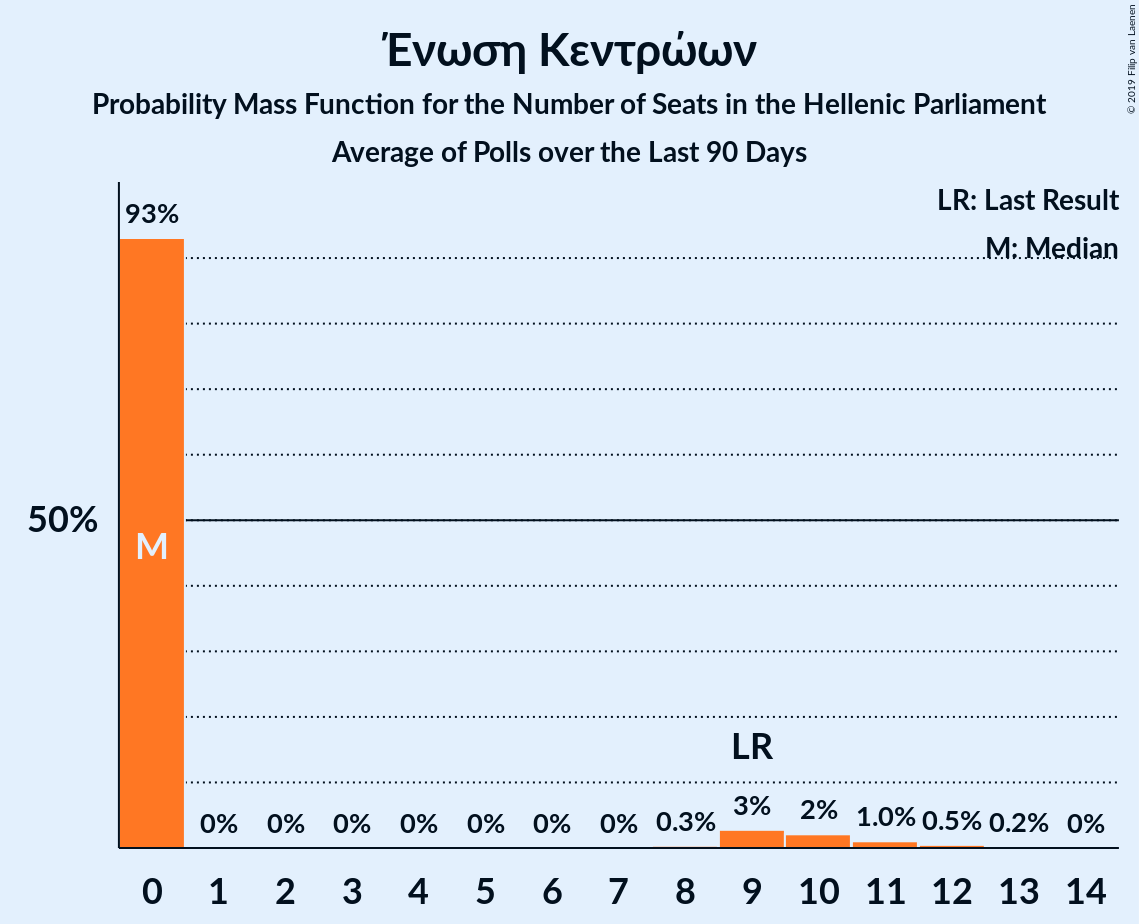 Ένωση Κεντρώων
Probability Mass Function for the Number of Seats in the Hellenic Parliament
Average of Polls over the Last 90 Days
© 2019 Filip van Laenen
LR: Last Result
M: Median
93%
50%
M
LR
0% 0% 0% 0% 0% 0% 0% 0.3% 3% 2% 1.0% 0.5% 0.2% 0%
0 1 2 3 4 5 6 7 8 9 10 11 12 13 14